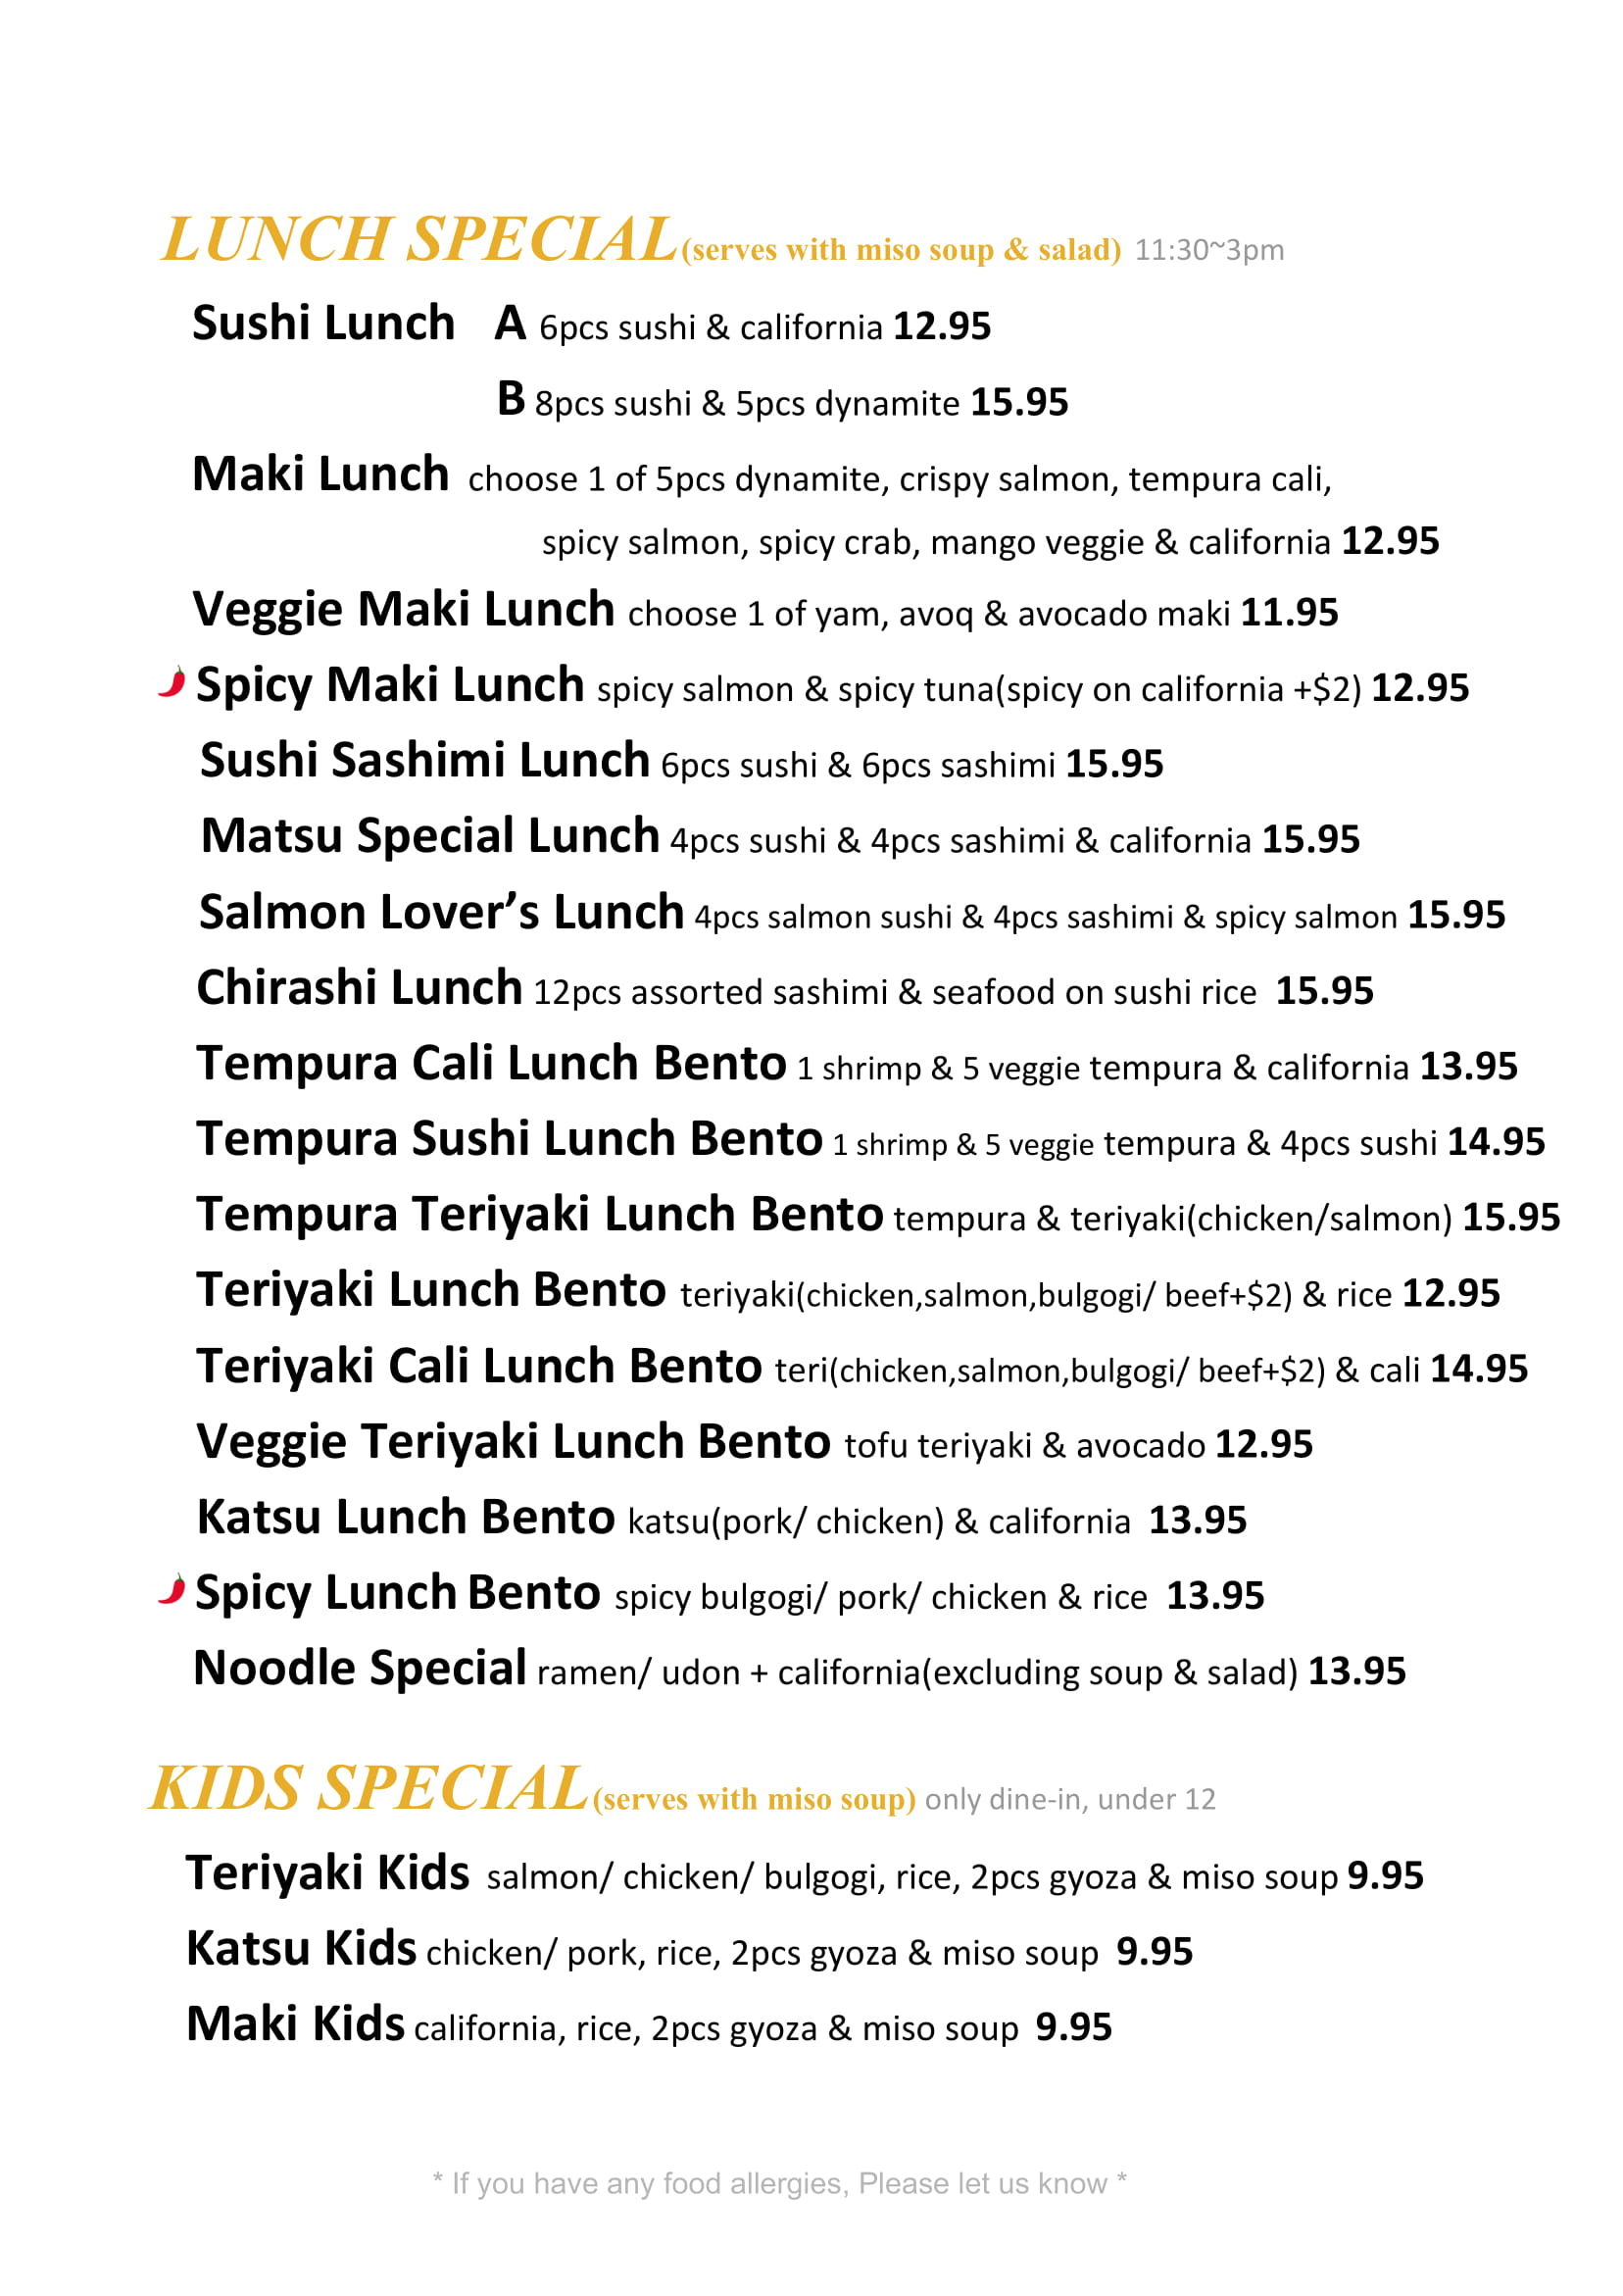 LUNCH SPECIAL(serves with miso soup & salad) 11:30~3pm
Sushi Lunch A 6pcs sushi & california 12.95
B 8pcs sushi & 5pcs dynamite 15.95
Maki Lunch choose 1 of 5pcs dynamite, crispy salmon, tempura cali,
spicy salmon, spicy crab, mango veggie & california 12.95
Veggie Maki Lunch choose 1 of yam, avoq & avocado maki 11.95
Spicy Maki Lunch spicy salmon & spicy tuna(spicy on california +$2) 12.95
Sushi Sashimi Lunch 6pcs sushi & 6pcs sashimi 15.95
Matsu Special Lunch 4pcs sushi & 4pcs sashimi & california 15.95
Salmon Lover’s Lunch 4pcs salmon sushi & 4pcs sashimi & spicy salmon 15.95
Chirashi Lunch 12pcs assorted sashimi & seafood on sushi rice 15.95
Tempura Cali Lunch Bento 1 shrimp & 5 veggie tempura & california 13.95
Tempura Sushi Lunch Bento 1 shrimp & 5 veggie tempura & 4pcs sushi 14.95
Tempura Teriyaki Lunch Bento tempura & teriyaki(chicken/salmon) 15.95
Teriyaki Lunch Bento teriyaki(chicken,salmon,bulgogi/ beef+$2) & rice 12.95
Teriyaki Cali Lunch Bento teri(chicken,salmon,bulgogi/ beef+$2) & cali 14.95
Veggie Teriyaki Lunch Bento tofu teriyaki & avocado 12.95
Katsu Lunch Bento katsu(pork/ chicken) & california 13.95
Spicy Lunch Bento spicy bulgogi/ pork/ chicken & rice 13.95
Noodle Special ramen/ udon + california(excluding soup & salad) 13.95
KIDS SPECIAL(serves with miso soup) only dine-in, under 12
Teriyaki Kids salmon/ chicken/ bulgogi, rice, 2pcs gyoza & miso soup 9.95
Katsu Kids chicken/ pork, rice, 2pcs gyoza & miso soup 9.95
Maki Kids california, rice, 2pcs gyoza & miso soup 9.95
* If you have any food allergies, Please let us know *